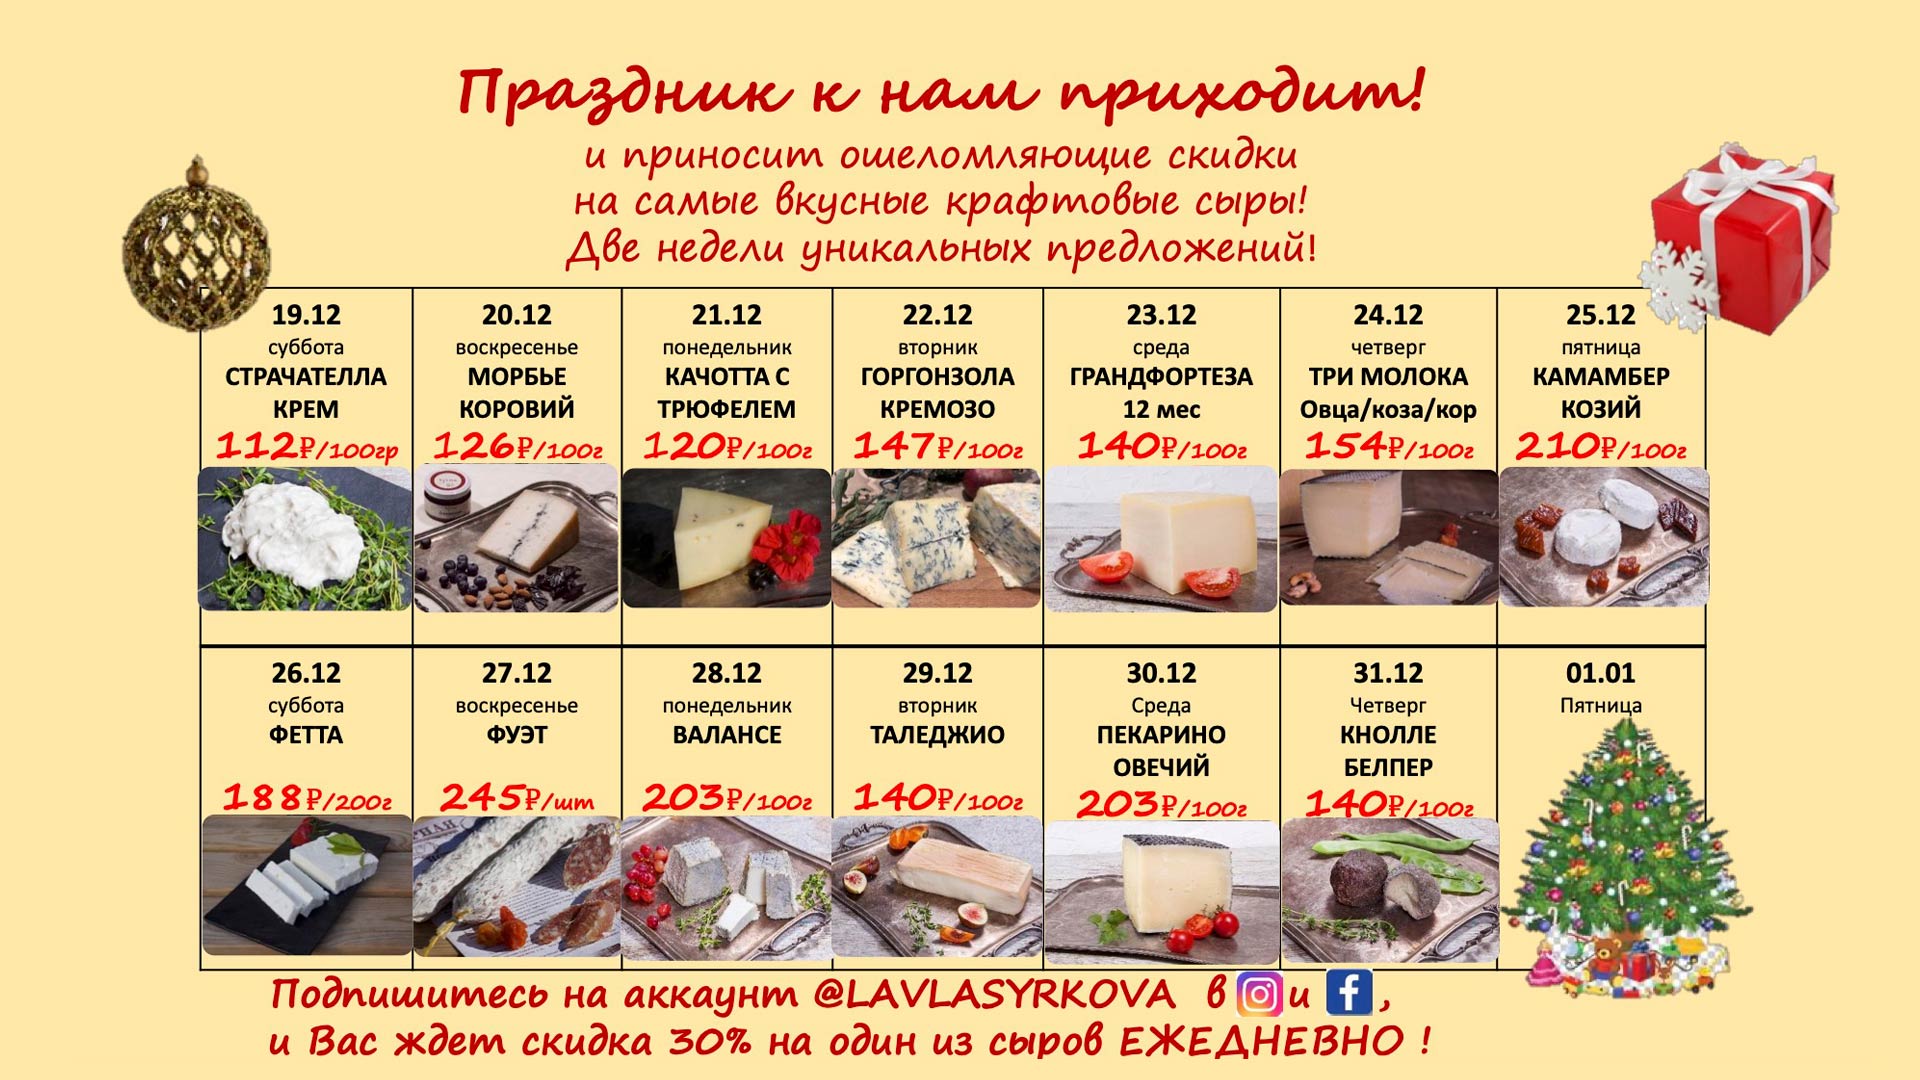 Праздник к нам приходит!
и приносит ошеломляющие скидки
на самые вкусные крафтовые сыры!
Две недели уникальных предложений!
19.12
суббота
СТРАЧАТЕЛЛА
КРЕМ
112₽/100гр
20.12
воскресенье
МОРБЬЕ
КОРОВИЙ
126₽/100г
21.12
понедельник
КАЧОТТА С
ТРЮФЕЛЕМ
120₽/100г
22.12
вторник
ГОРГОНЗОЛА
КРЕМОЗО
147₽/100г
23.12
среда
ГРАНДФОРТЕЗА
12 мес
140₽/100г
24.12
четверг
ТРИ МОЛОКА
Овца/коза/кор
154₽/100г
25.12
пятница
КАМАМБЕР
КОЗИЙ
210₽/100г
26.12
суббота
ФЕТТА
188₽/200г
27.12
воскресенье
ФУЭТ
245₽/шт
28.12
понедельник
ВАЛАНСЕ
203₽/100г
29.12
вторник
ТАЛЕДЖИО
140₽/100г
30.12
Среда
ПЕКАРИНО
ОВЕЧИЙ
203₽/100г
31.12
Четверг
КНОЛЛЕ
БЕЛПЕР
140₽/100г
01.01
Пятница
Подпишитесь на аккаунт @LAVLASYRKOVA в и f ,
и Вас ждет скидка 30% на один из сыров ЕЖЕДНЕВНО !